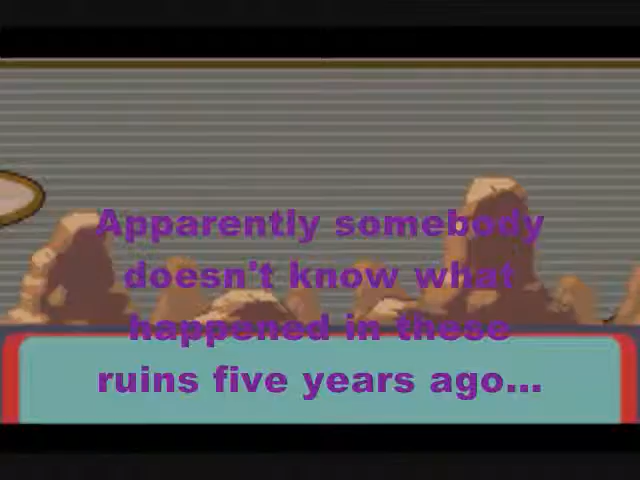 Apparently somebody
doesn't know what
happened in these
ruins five years ago...